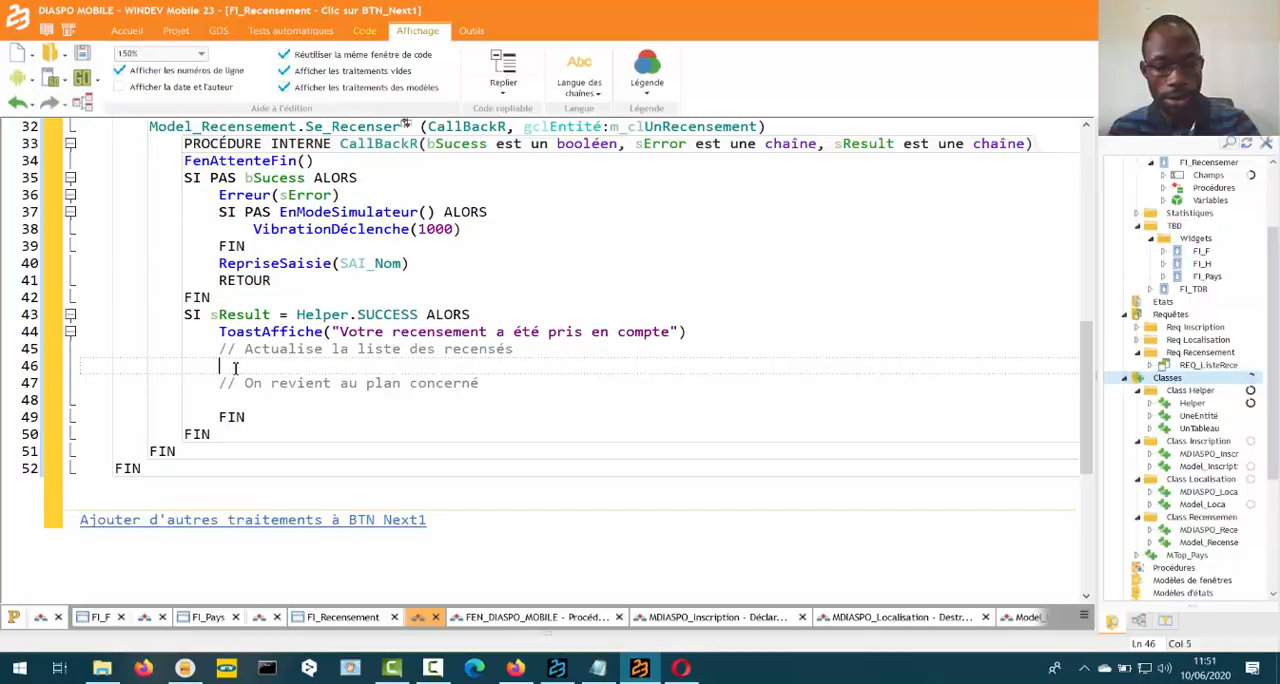 DIASPO MOBILE - WINDEV Mobile 23 - [FI_Recensement - Clic sur BTN_Next1]
Accueil Projet GDS Tests automatiques Code Affichage Outils
150%
Afficher les numéros de ligne
Afficher la date et l'auteur
Réutiliser la même fenêtre de code
Afficher les traitements vides
Afficher les traitements des modèles
Aide à l'édition
Replier
Code repliable
Abc
Langue des
chaînes
Langue
Légende
Légende
32 Model_Recensement.Se_Recenser (CallBackR, gclEntité:m_clUnRecensement)
33 PROCÉDURE INTERNE CallBackR(bSucess est un booléen, sError est une chaîne, sResult est une chaîne)
34 FenAttenteFin()
35 SI PAS bSucess ALORS
36 Erreur(sError)
37 SI PAS EnModeSimulateur() ALORS
38 VibrationDéclenche(1000)
39 FIN
40 RepriseSaisie(SAI_Nom)
41 RETOUR
42 FIN
43 SI sResult = Helper.SUCCESS ALORS
44 ToastAffiche("Votre recensement a été pris en compte")
45 // Actualise la liste des recensés
46
47 // On revient au plan concerné
48
49 FIN
50 FIN
51 FIN
52 FIN
Ajouter d'autres traitements à BTN_Next1
FI_Recensemer
Champs
Procédures
Variables
Statistiques
TBD
Widgets
FI_F
FI_H
FI_Pays
FI_TDB
Etats
Requêtes
Req Inscription
Req Localisation
Req Recensement
REQ_ListeRece
Classes
Class Helper
Helper
UneEntité
UnTableau
Class Inscription
MDIASPO_Inscr
Model_Inscript
Class Localisation
MDIASPO_Loca
Model_Loca
Class Recensemen
MDIASPO_Rece
Model_Recense
MTop_Pays
Procédures
Modèles de fenêtres
Modèles d'états
FI_F FI_Pays FI_Recensement FEN_DIASPO_MOBILE - Procéd... MDIASPO_Inscription - Déclar... MDIASPO_Localisation - Destr... Model_
Ln 46 Col 5
11:51
10/06/2020